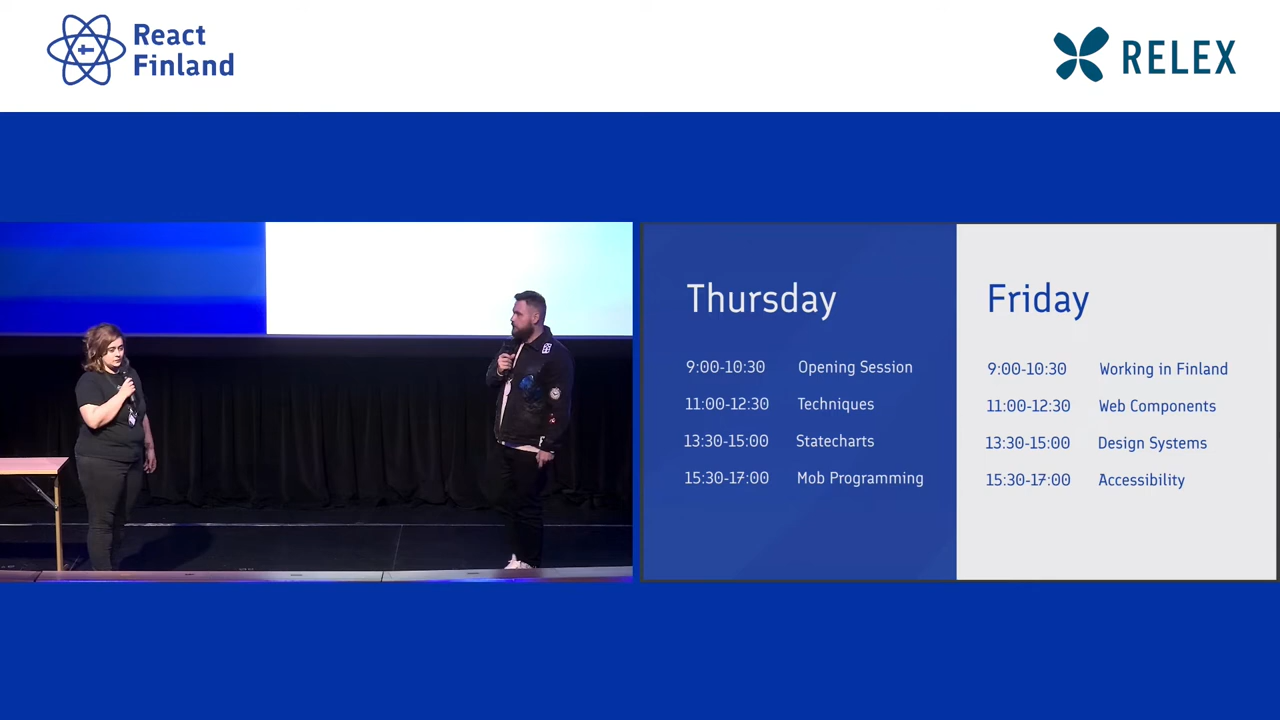 React
Finland
RELEX
Thursday
9:00-10:30 Opening Session
11:00-12:30 Techniques
13:30-15:00 Statecharts
15:30-17:00 Mob Programming
Friday
9:00-10:30 Working in Finland
11:00-12:30 Web Components
13:30-15:00 Design Systems
15:30-17:00 Accessibility